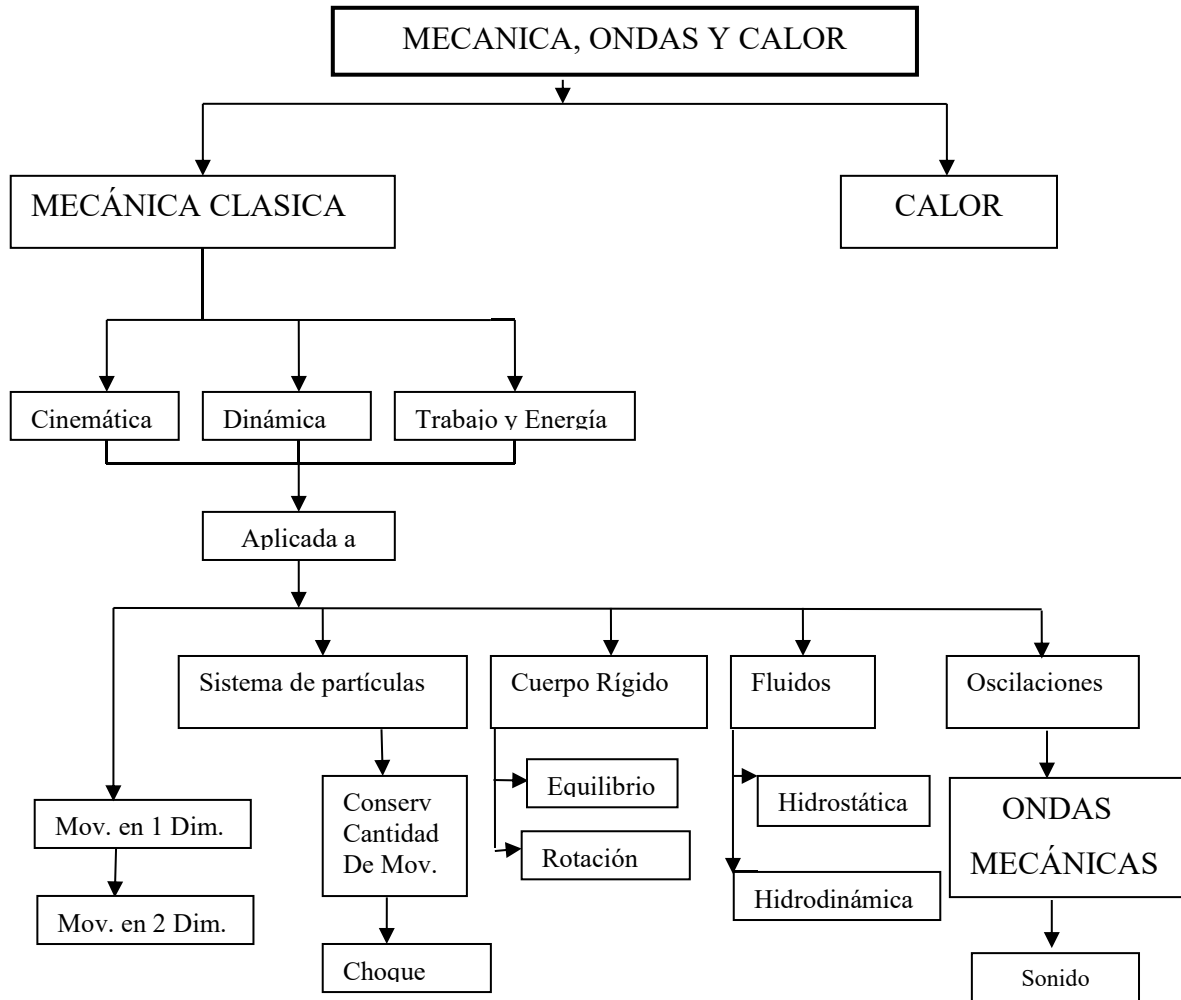 MECANICA, ONDAS Y CALOR
MECÁNICA CLASICA
CALOR
Cinemática
Dinámica
Trabajo y Energía
Aplicada a
Sistema de partículas
Cuerpo Rígido
Fluidos
Oscilaciones
Mov. en 1 Dim.
Mov. en 2 Dim.
Conserv
Cantidad
De Mov.
Choque
Equilibrio
Rotación
Hidrostática
Hidrodinámica
ONDAS
MECÁNICAS
Sonido